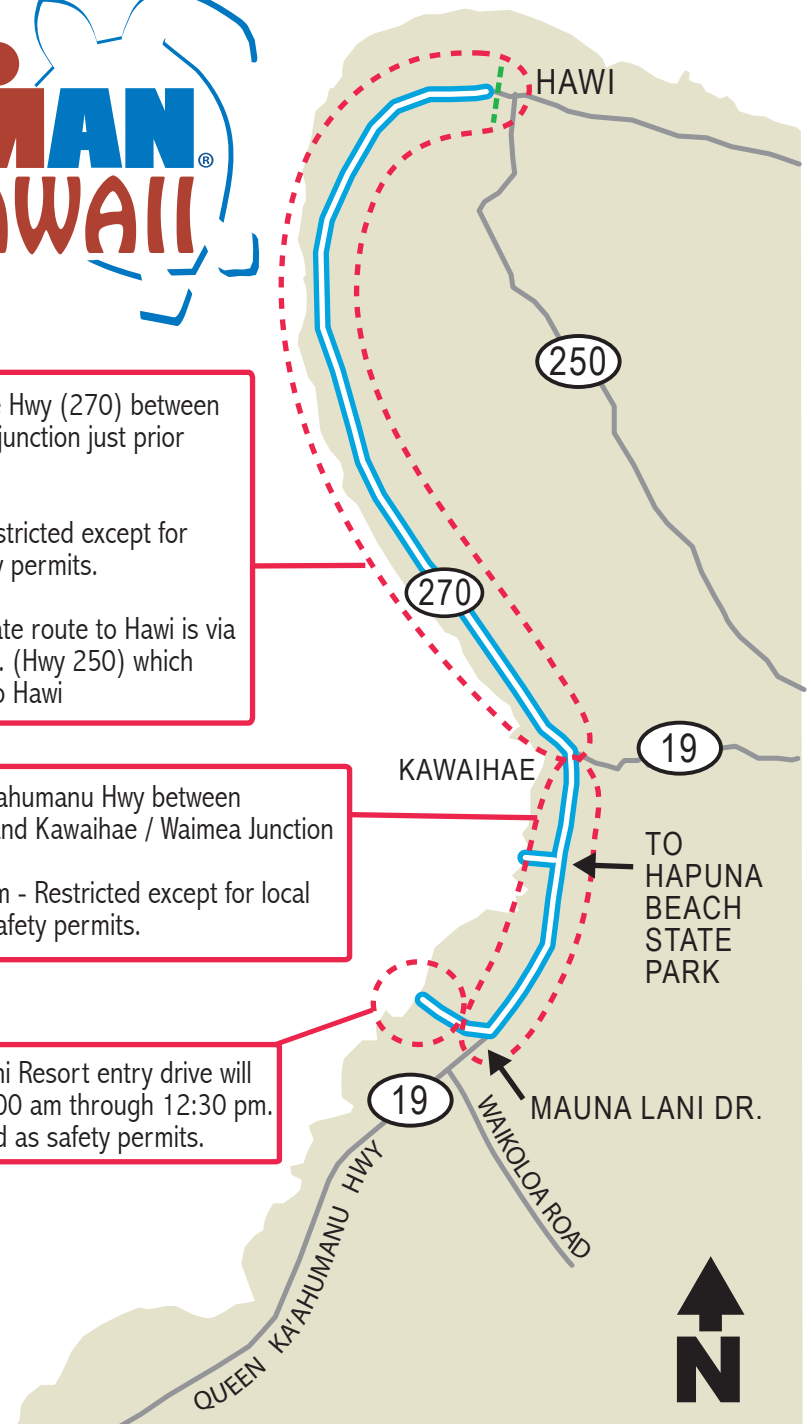 MAN®
WAII
HAWI
250
Hwy (270) between
junction just prior
stricted except for
permits.
ate route to Hawi is via
. (Hwy 250) which
Hawi
270
19
KAWAIHAE
ahumanu Hwy between
nd Kawaihae / Waimea Junction
m - Restricted except for local
afety permits.
TO
HAPUNA
BEACH
STATE
PARK
ni Resort entry drive will
00 am through 12:30 pm.
d as safety permits.
19
MAUNA LANI DR.
WAIKOLOA ROAD
QUEEN KA'AHUMANU HWY
N